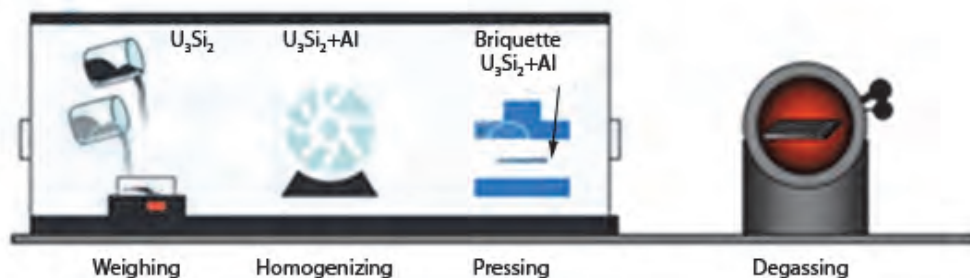 U₃Si₂
U₃Si₂+Al
Briquette
U₃Si₂+Al
Weighing
Homogenizing
Pressing
Degassing